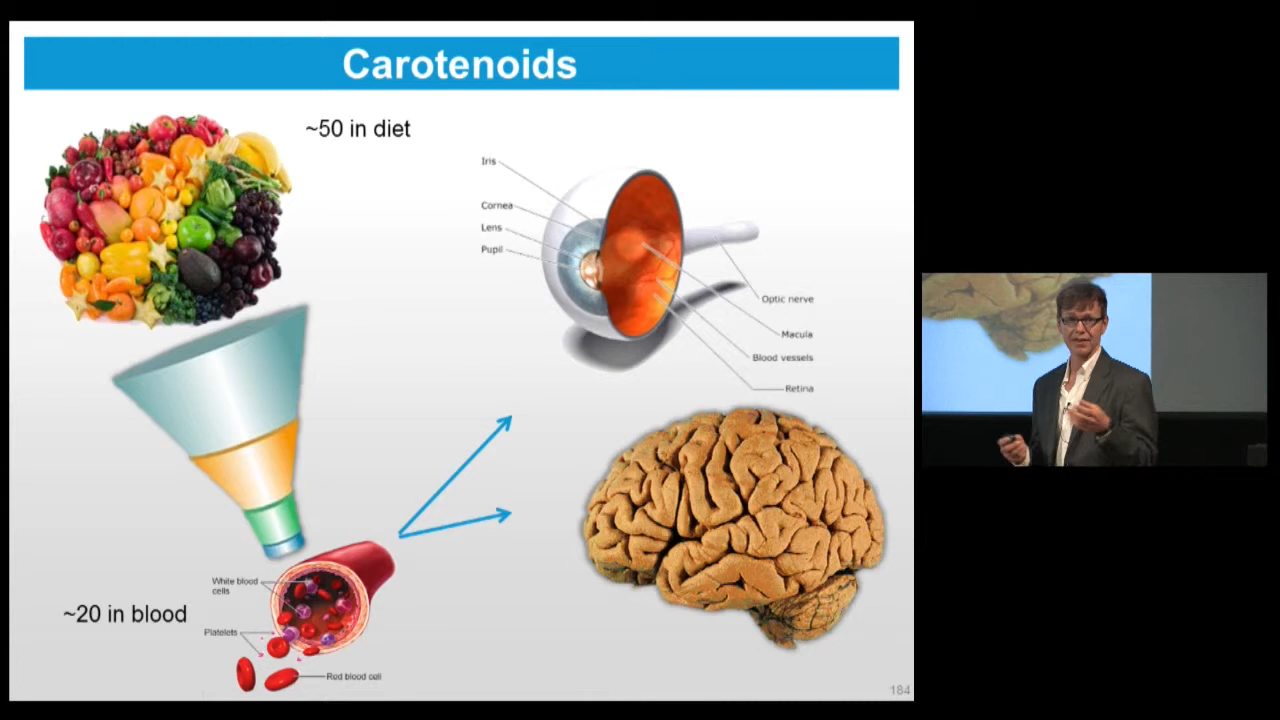 Carotenoids
~50 in diet
Iris
Cornea
Lens
Pupil
Optic nerve
Macula
Blood vessels
Retina
White blood
cells
~20 in blood
Platelets
Red blood cell
184